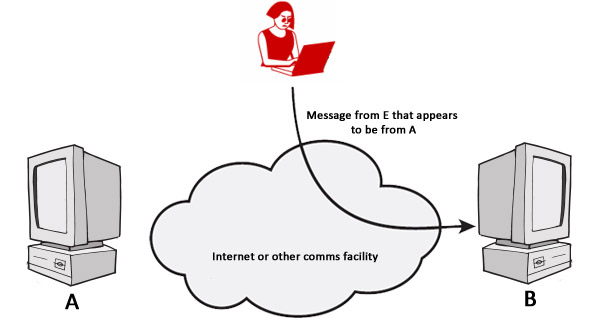 Message from E that appears
to be from A
Internet or other comms facility
A
B